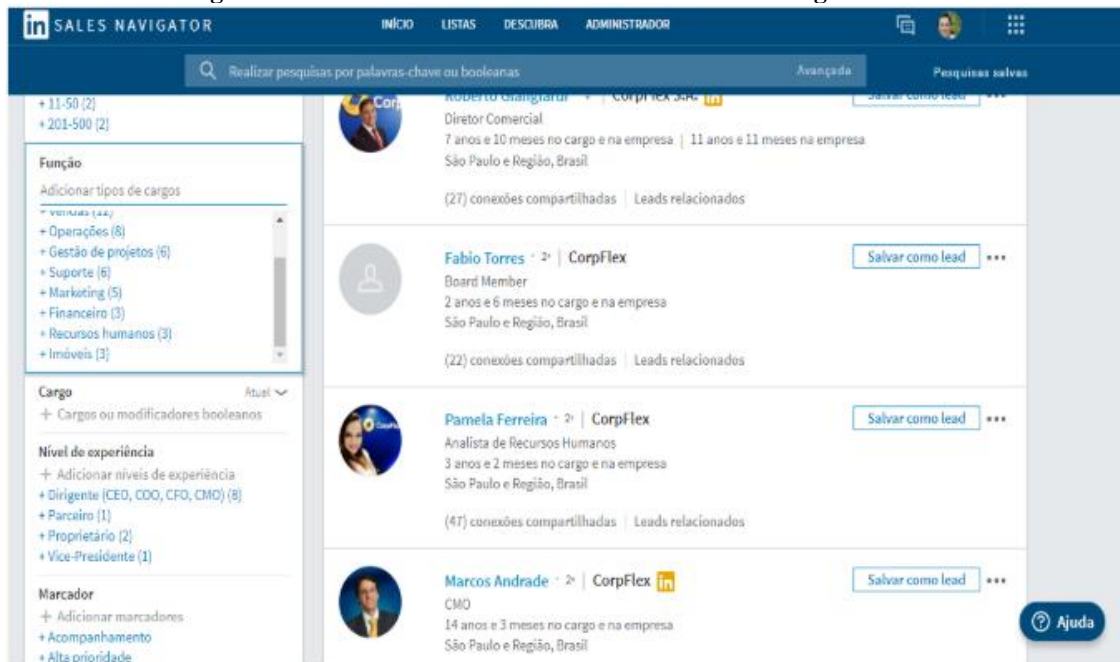 in SALES NAVIGATOR INÍCIO LISTAS DESCUBRA ADMINISTRADOR
Realizar pesquisas por palavras-chave ou booleanas Avançada Pesquisas salvas
+ 11-50 (2)
+ 201-500 (2)
Função
Adicionar tipos de cargos
+ Vendas (12)
+ Operações (8)
+ Gestão de projetos (6)
+ Suporte (6)
+ Marketing (5)
+ Financeiro (3)
+ Recursos humanos (3)
+ Imóveis (3)
Cargo Atual
+ Cargos ou modificadores booleanos
Nível de experiência
+ Adicionar níveis de experiência
+ Dirigente (CEO, COO, CFO, CMO) (8)
+ Parceiro (1)
+ Proprietário (2)
+ Vice-Presidente (1)
Marcador
+ Adicionar marcadores
+ Acompanhamento
+ Alta prioridade
Roberto | CorpFlex S.A. in Salvar como lead
Diretor Comercial
7 anos e 10 meses no cargo e na empresa | 11 anos e 11 meses na empresa
São Paulo e Região, Brasil
(27) conexões compartilhadas | Leads relacionados
Fabio Torres · 2º | CorpFlex Salvar como lead
Board Member
2 anos e 6 meses no cargo e na empresa
São Paulo e Região, Brasil
(22) conexões compartilhadas | Leads relacionados
Pamela Ferreira · 2º | CorpFlex Salvar como lead
Analista de Recursos Humanos
3 anos e 2 meses no cargo e na empresa
São Paulo e Região, Brasil
(47) conexões compartilhadas | Leads relacionados
Marcos Andrade · 2º | CorpFlex in Salvar como lead
CMO
14 anos e 3 meses no cargo e na empresa
São Paulo e Região, Brasil
Ajuda